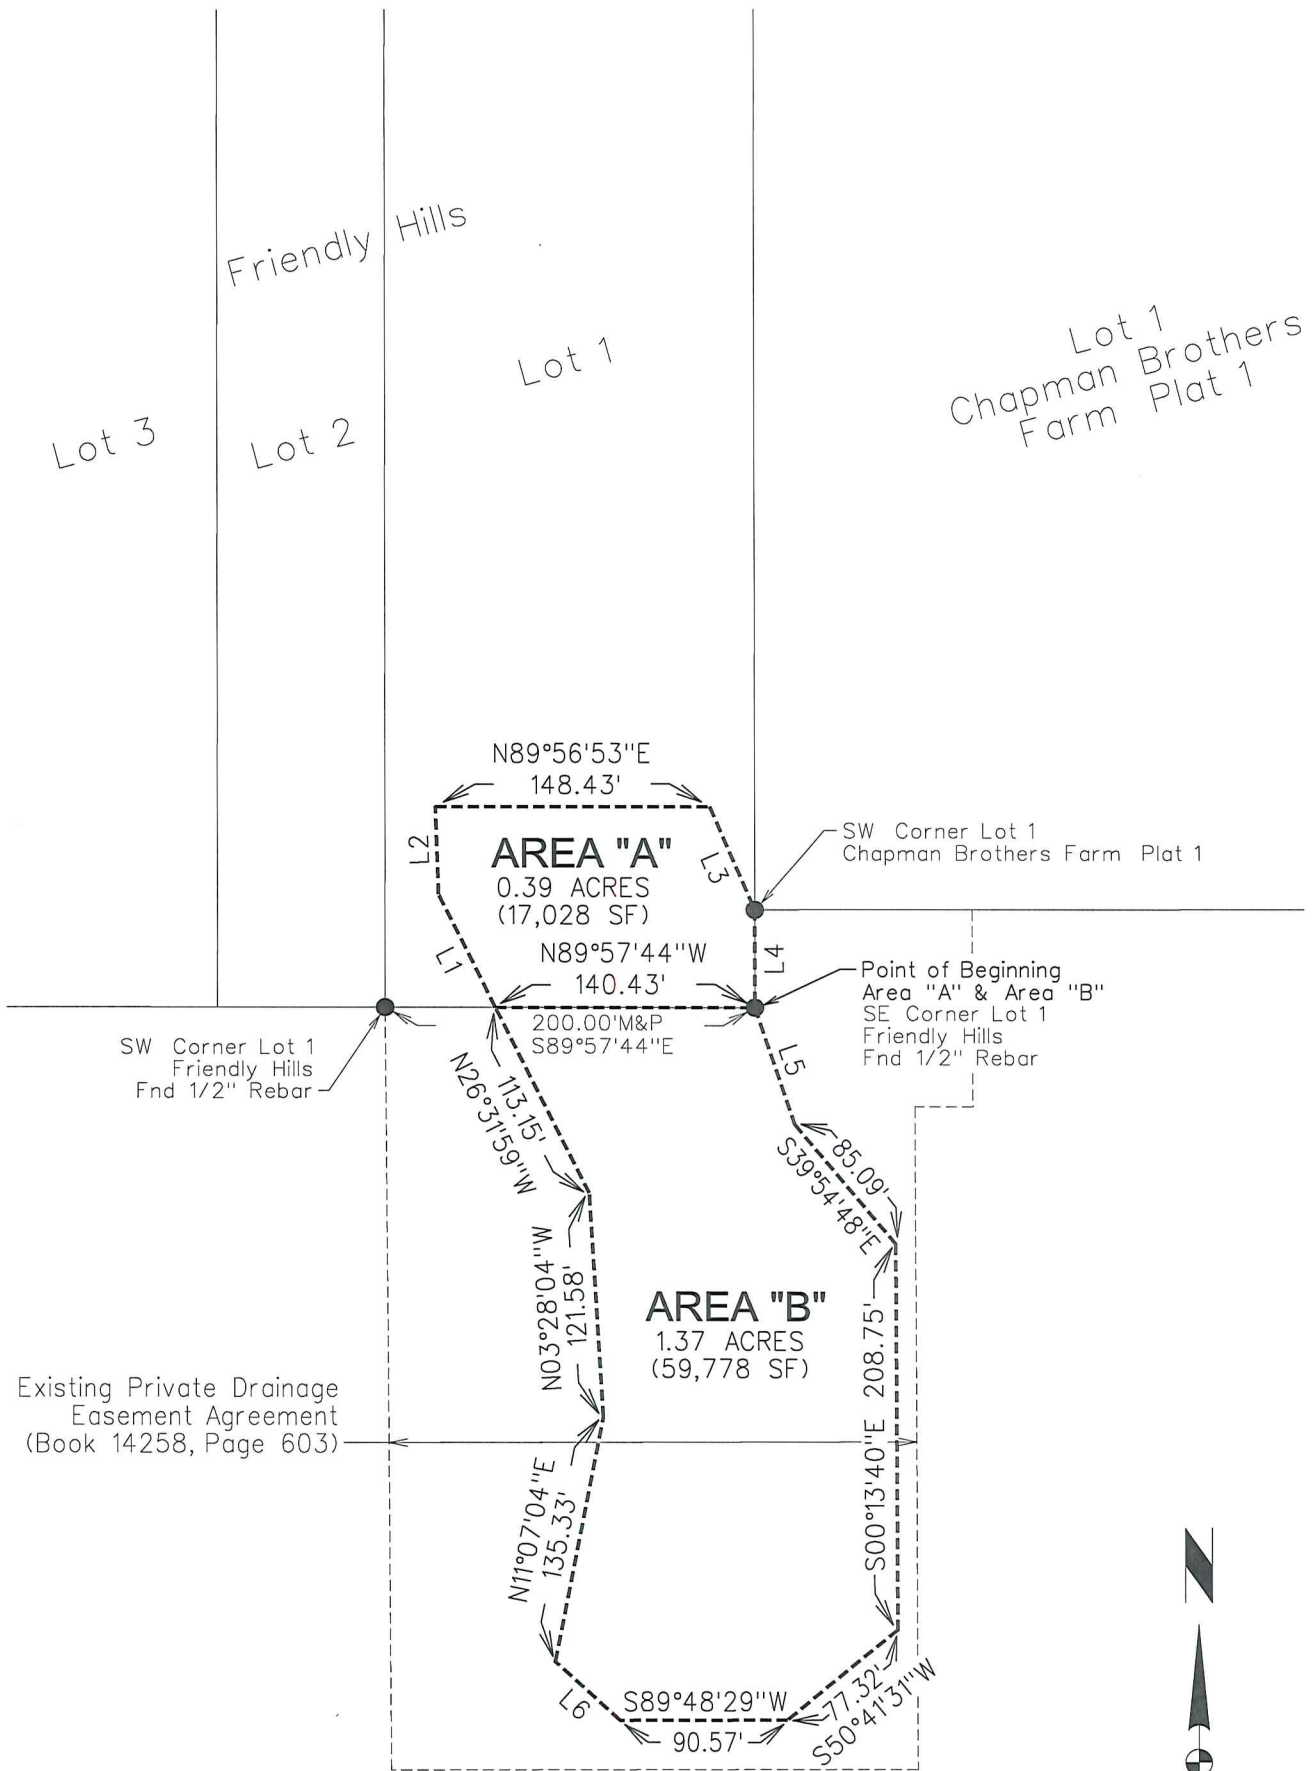 Friendly Hills
Lot 3
Lot 2
Lot 1
Lot 1
Chapman Brothers
Farm Plat 1
N89°56'53"E
148.43'
L2
AREA "A"
0.39 ACRES
(17,028 SF)
L3
SW Corner Lot 1
Chapman Brothers Farm Plat 1
L1
N89°57'44"W
140.43'
L4
200.00'M&P
S89°57'44"E
Point of Beginning
Area "A" & Area "B"
SE Corner Lot 1
Friendly Hills
Fnd 1/2" Rebar
SW Corner Lot 1
Friendly Hills
Fnd 1/2" Rebar
L5
113.15'
N26°31'59"W
85.09'
S39°54'48"E
N03°28'04"W
121.58'
AREA "B"
1.37 ACRES
(59,778 SF)
S00°13'40"E 208.75'
Existing Private Drainage
Easement Agreement
(Book 14258, Page 603)
N11°07'04"E
135.33'
L6
S89°48'29"W
90.57'
77.32'
S50°41'31"W
N